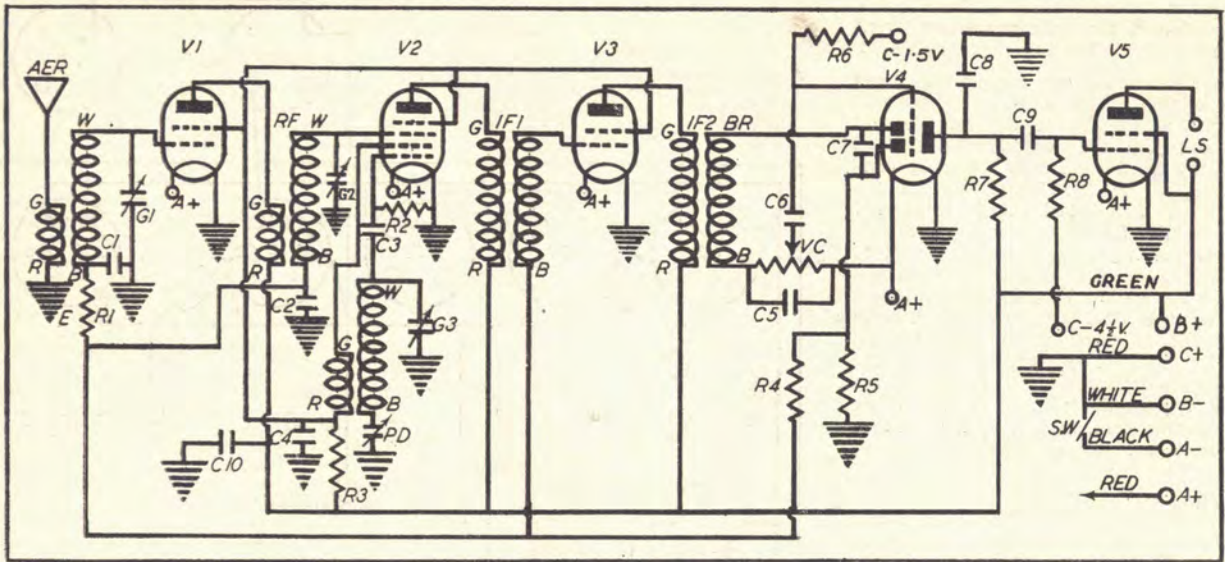 V1 V2 V3 V4 V5
AER
W
G
R
B
C1
G1
E
R1
A+
RF W
G
R
B
G2
C2
A+
R2
C3
W
G
R
B
G3
PD
C4
C10
R3
IF1
G
R
B
A+
IF2 BR
G
R
B
R6
C-1·5V
C7
C6
VC
C5
R4
R5
A+
C8
C9
R7
R8
A+
LS
GREEN
C-4½V.
B+
RED
C+
WHITE
B-
S.W
BLACK
A-
RED
A+